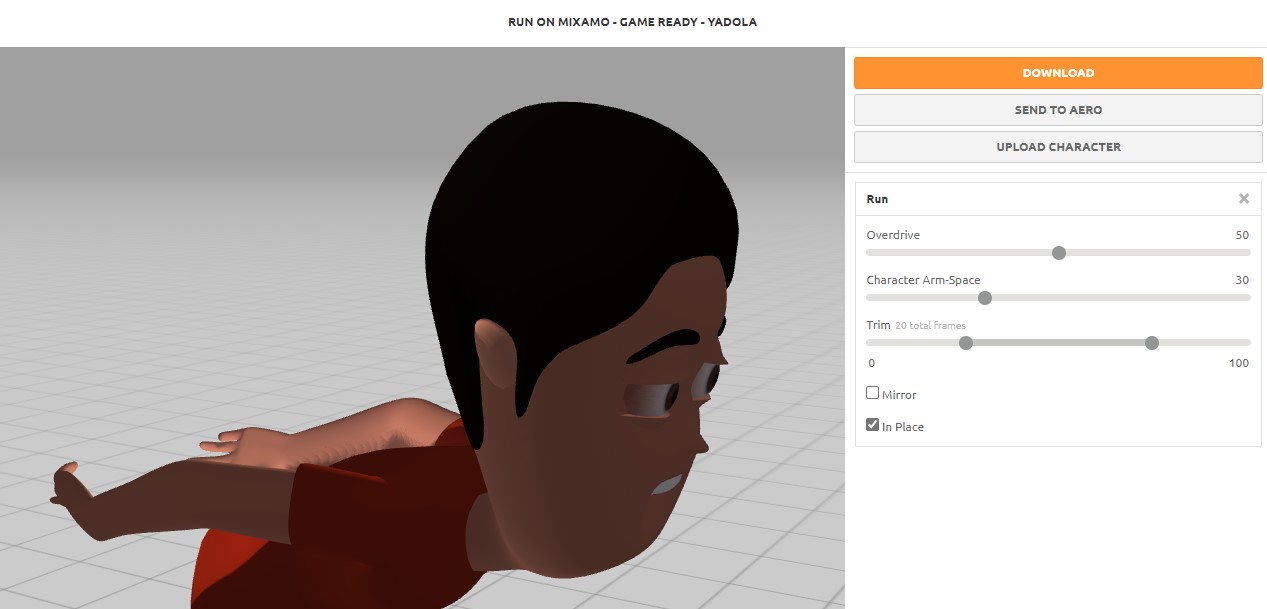 RUN ON MIXAMO - GAME READY - YADOLA
DOWNLOAD
SEND TO AERO
UPLOAD CHARACTER
Run
Overdrive 50
Character Arm-Space 30
Trim 20 total frames
0 100
Mirror
In Place